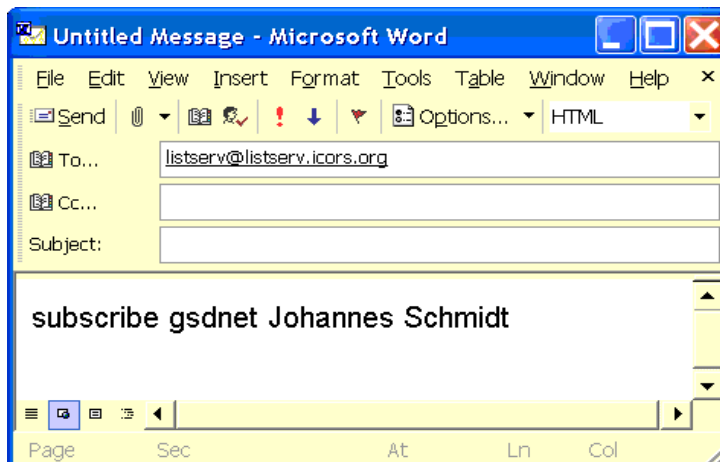 Untitled Message - Microsoft Word
File Edit View Insert Format Tools Table Window Help
Send Options... HTML
To... listserv@listserv.icors.org
Cc...
Subject:
subscribe gsdnet Johannes Schmidt
Page Sec At Ln Col